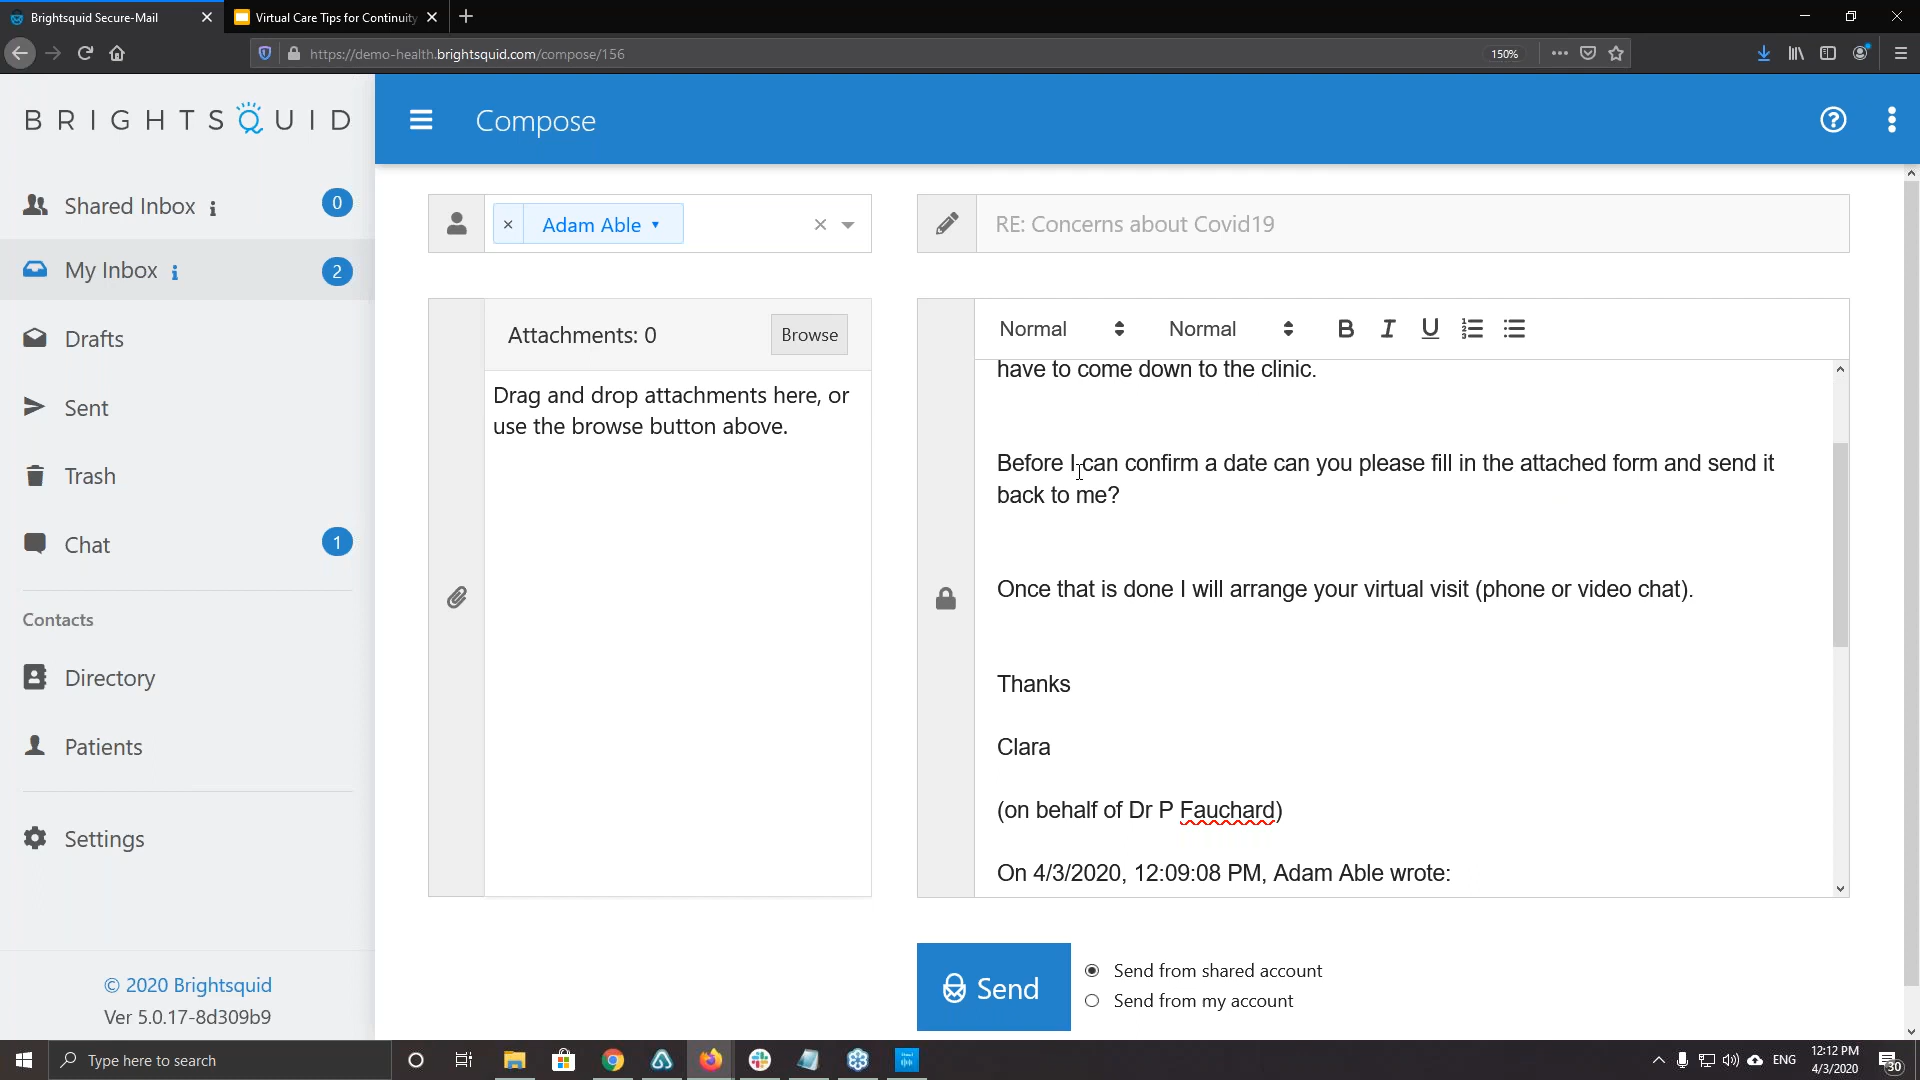 Brightsquid Secure-Mail
Virtual Care Tips for Continuity
https://demo-health.brightsquid.com/compose/156
150%
BRIGHTSQUID
Compose
Shared Inbox
0
My Inbox
2
Drafts
Sent
Trash
Chat
1
Contacts
Directory
Patients
Settings
© 2020 Brightsquid
Ver 5.0.17-8d309b9
Adam Able
RE: Concerns about Covid19
Attachments: 0
Browse
Drag and drop attachments here, or
use the browse button above.
Normal
Normal
B I U
have to come down to the clinic.
Before I can confirm a date can you please fill in the attached form and send it
back to me?
Once that is done I will arrange your virtual visit (phone or video chat).
Thanks
Clara
(on behalf of Dr P Fauchard)
On 4/3/2020, 12:09:08 PM, Adam Able wrote:
Send
Send from shared account
Send from my account
Type here to search
ENG
12:12 PM
4/3/2020
30